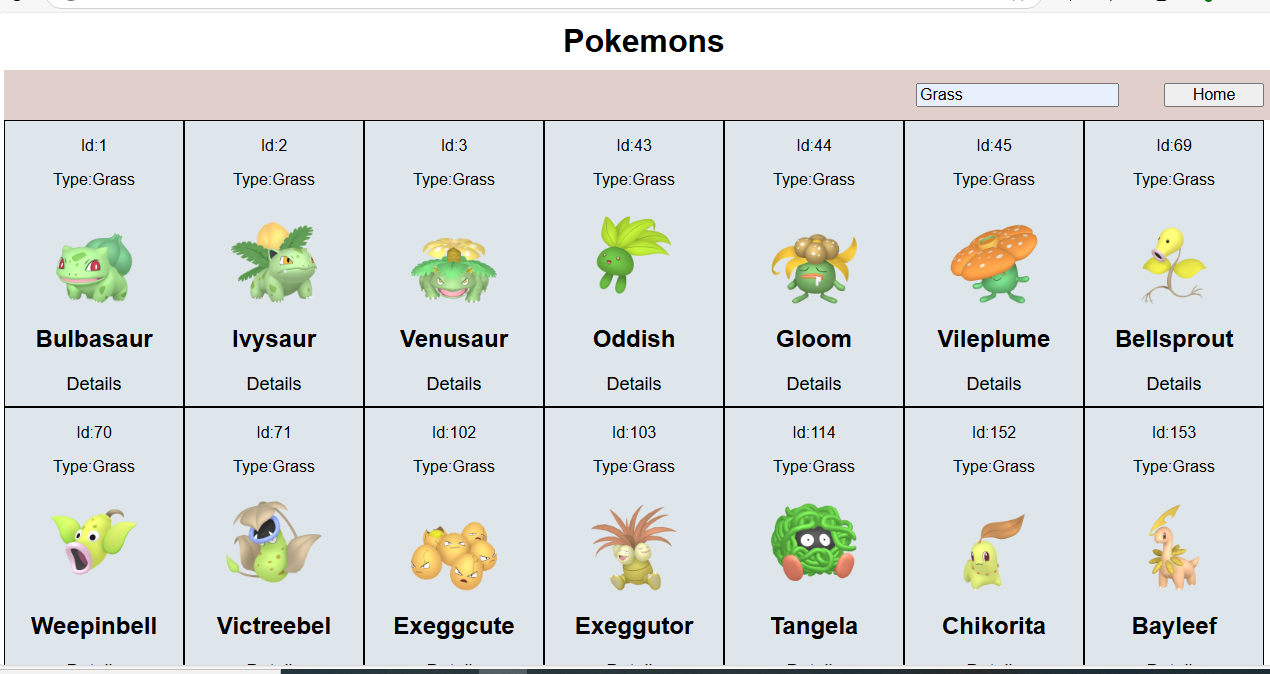 Pokemons
Grass Home
Id:1 Id:2 Id:3 Id:43 Id:44 Id:45 Id:69
Type:Grass Type:Grass Type:Grass Type:Grass Type:Grass Type:Grass Type:Grass
Bulbasaur Ivysaur Venusaur Oddish Gloom Vileplume Bellsprout
Details Details Details Details Details Details Details
Id:70 Id:71 Id:102 Id:103 Id:114 Id:152 Id:153
Type:Grass Type:Grass Type:Grass Type:Grass Type:Grass Type:Grass Type:Grass
Weepinbell Victreebel Exeggcute Exeggutor Tangela Chikorita Bayleef